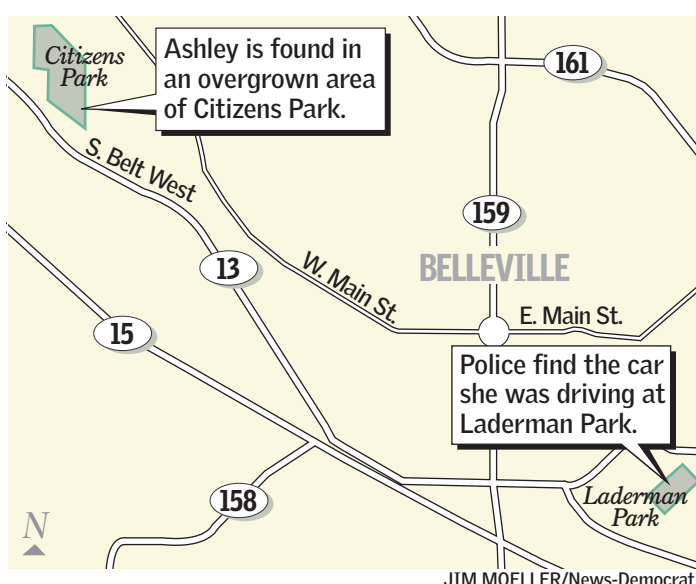 Citizens
Park
Ashley is found in
an overgrown area
of Citizens Park.
161
S. Belt West
159
13
W. Main St.
BELLEVILLE
15
E. Main St.
Police find the car
she was driving at
Laderman Park.
158
Laderman
Park
N
JIM MOELLER/News-Democrat